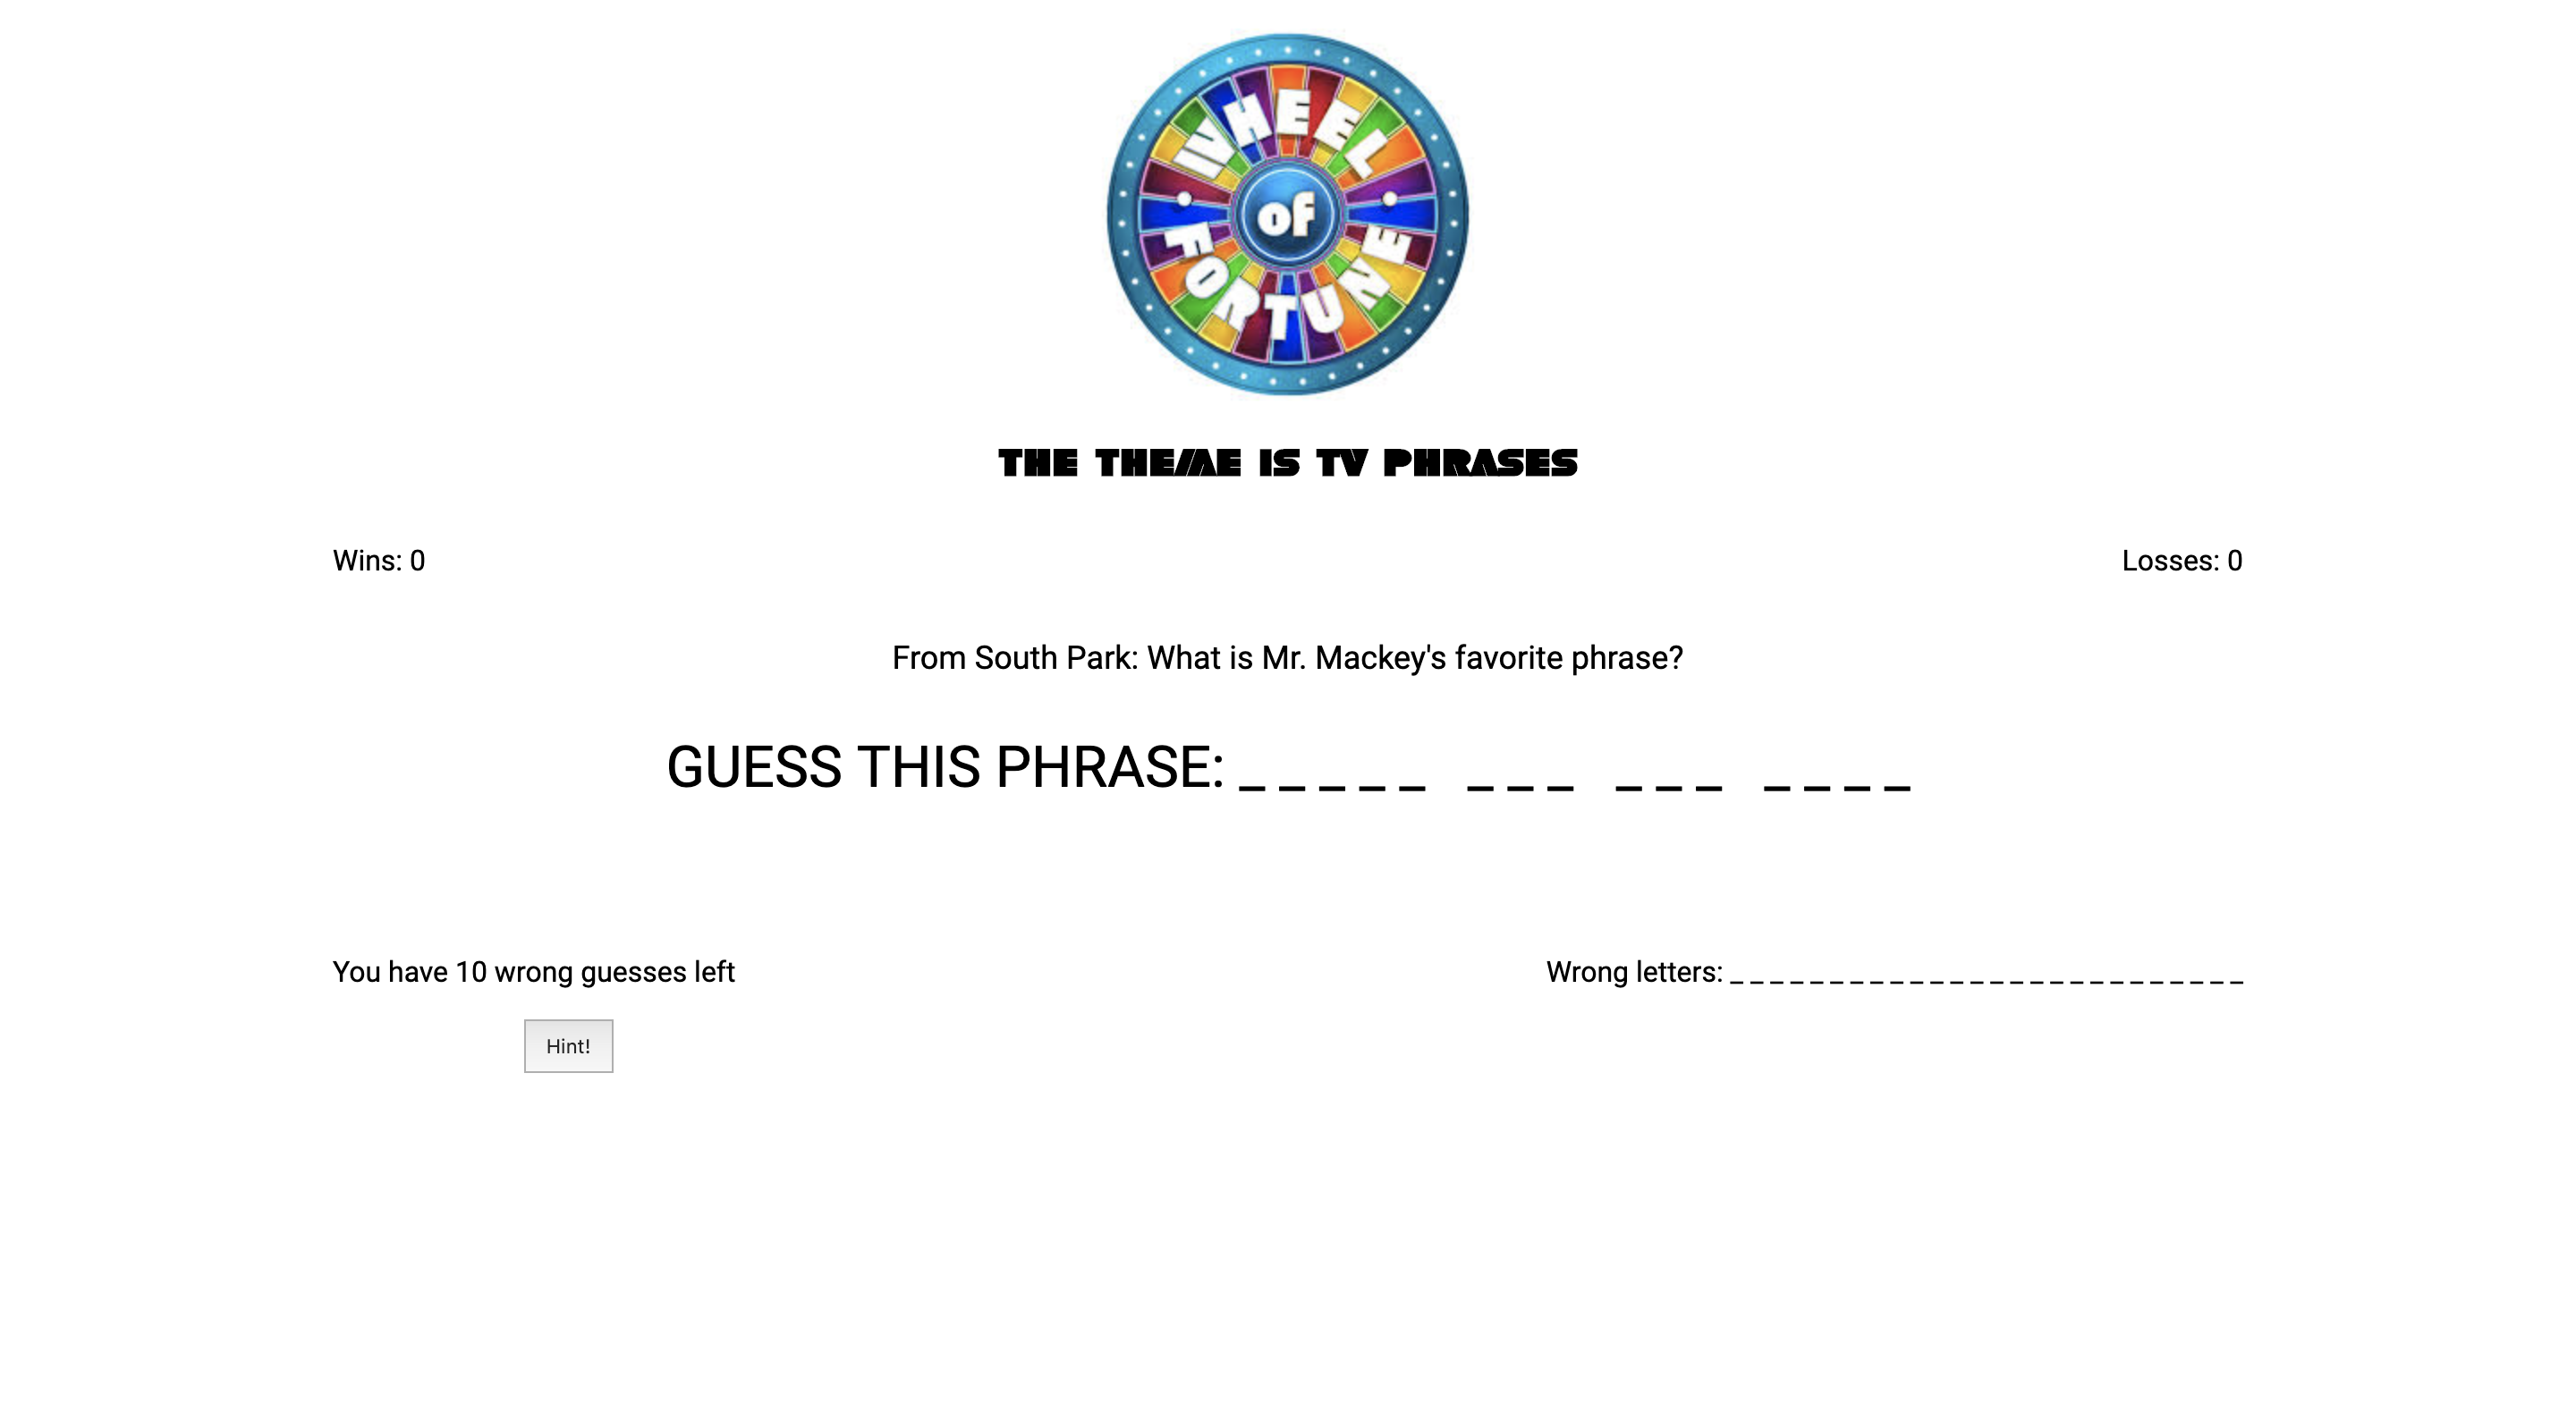 WHEEL
of
FORTUNE
THE THEME IS TV PHRASES
Wins: 0
Losses: 0
From South Park: What is Mr. Mackey's favorite phrase?
GUESS THIS PHRASE: _ _ _ _ _  _ _ _  _ _ _  _ _ _ _
You have 10 wrong guesses left
Wrong letters: _ _ _ _ _ _ _ _ _ _ _ _ _ _ _ _ _ _ _ _ _ _ _ _ _ _
Hint!